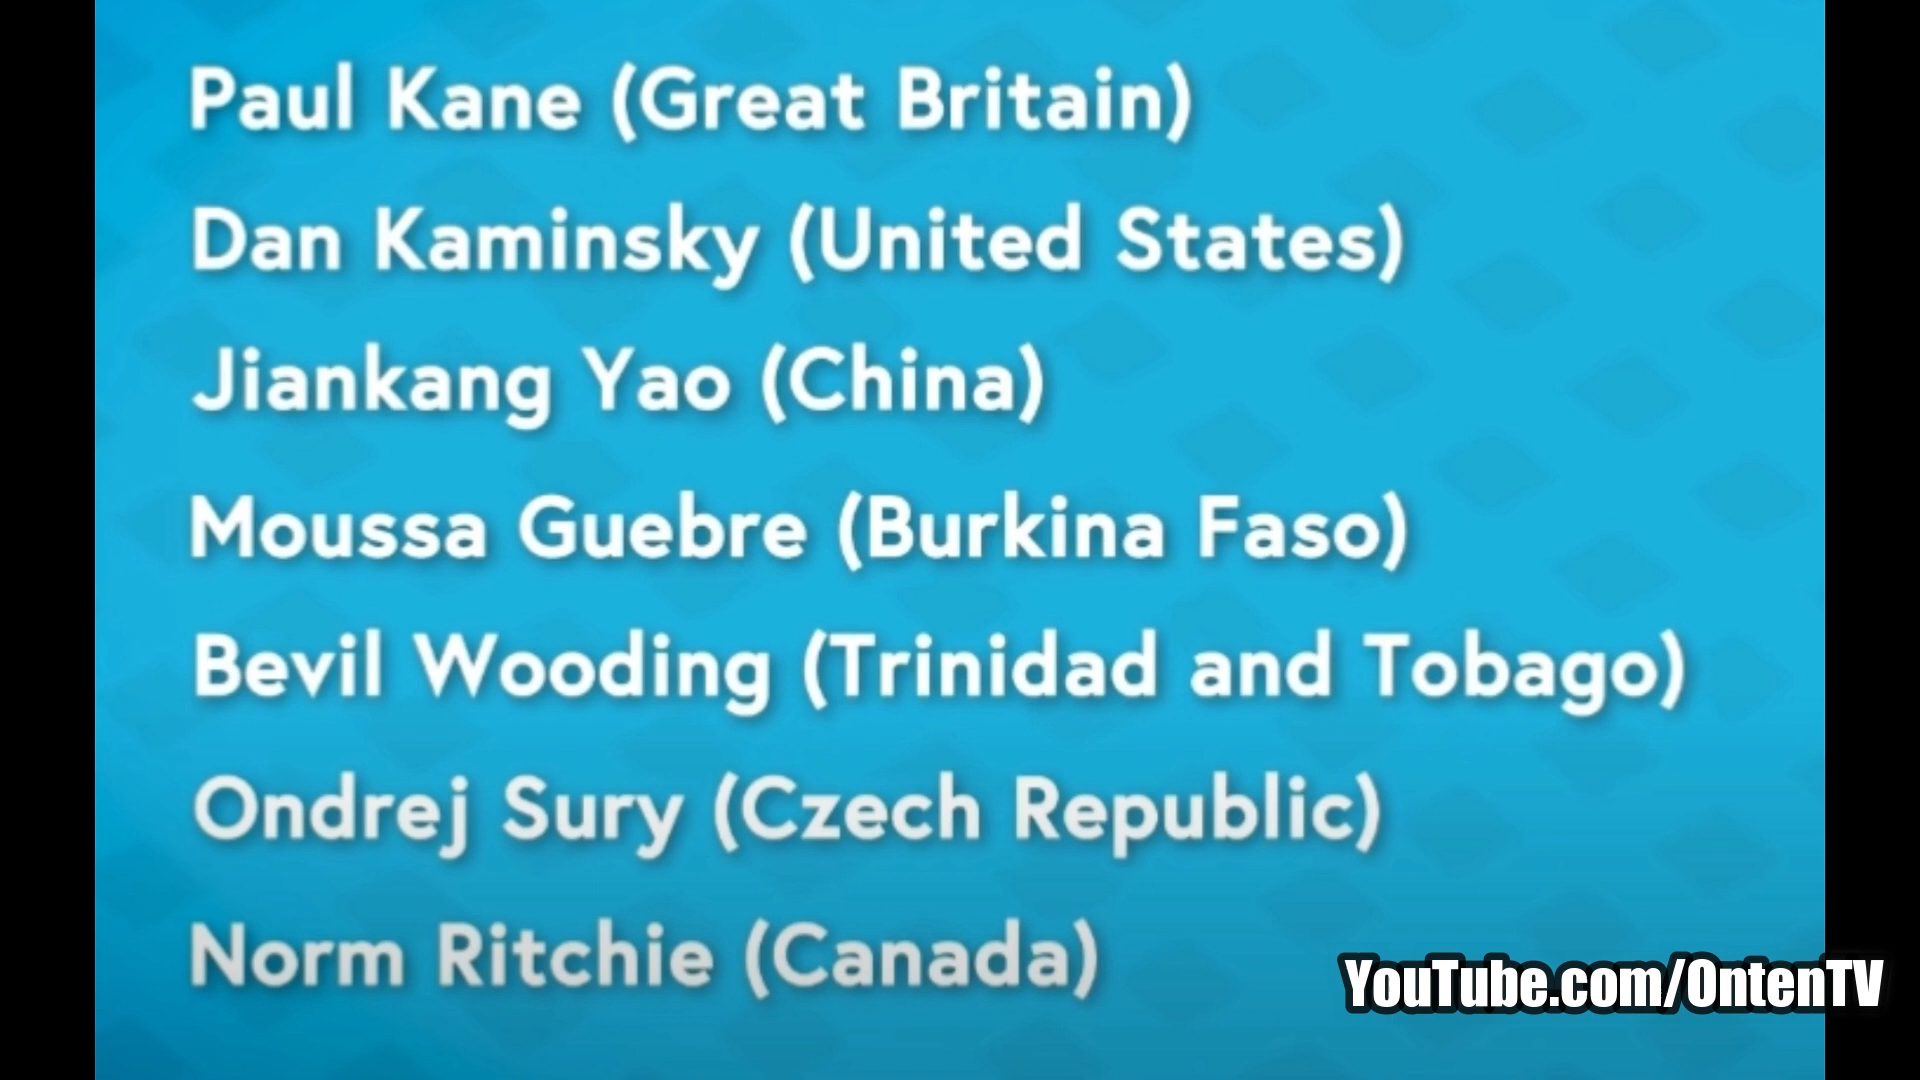 Paul Kane (Great Britain)
Dan Kaminsky (United States)
Jiankang Yao (China)
Moussa Guebre (Burkina Faso)
Bevil Wooding (Trinidad and Tobago)
Ondrej Sury (Czech Republic)
Norm Ritchie (Canada)
YouTube.com/OntenTV